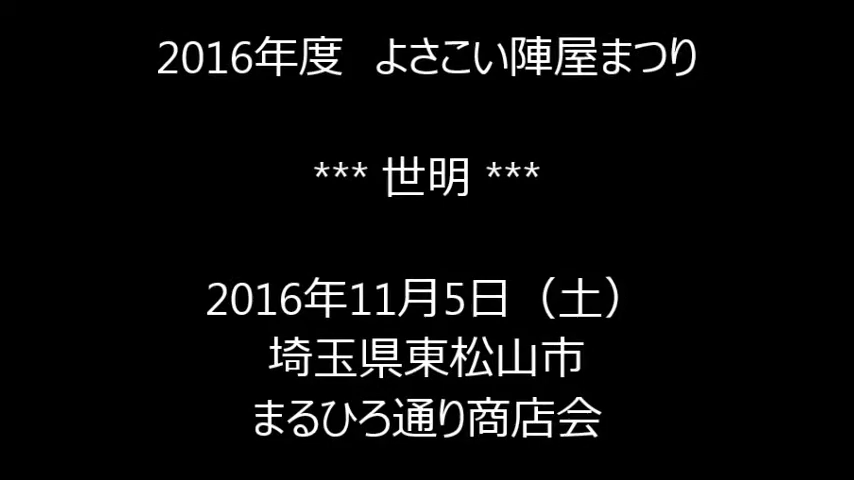 2016年度　よさこい陣屋まつり
*** 世明 ***
2016年11月5日（土）
埼玉県東松山市
まるひろ通り商店会